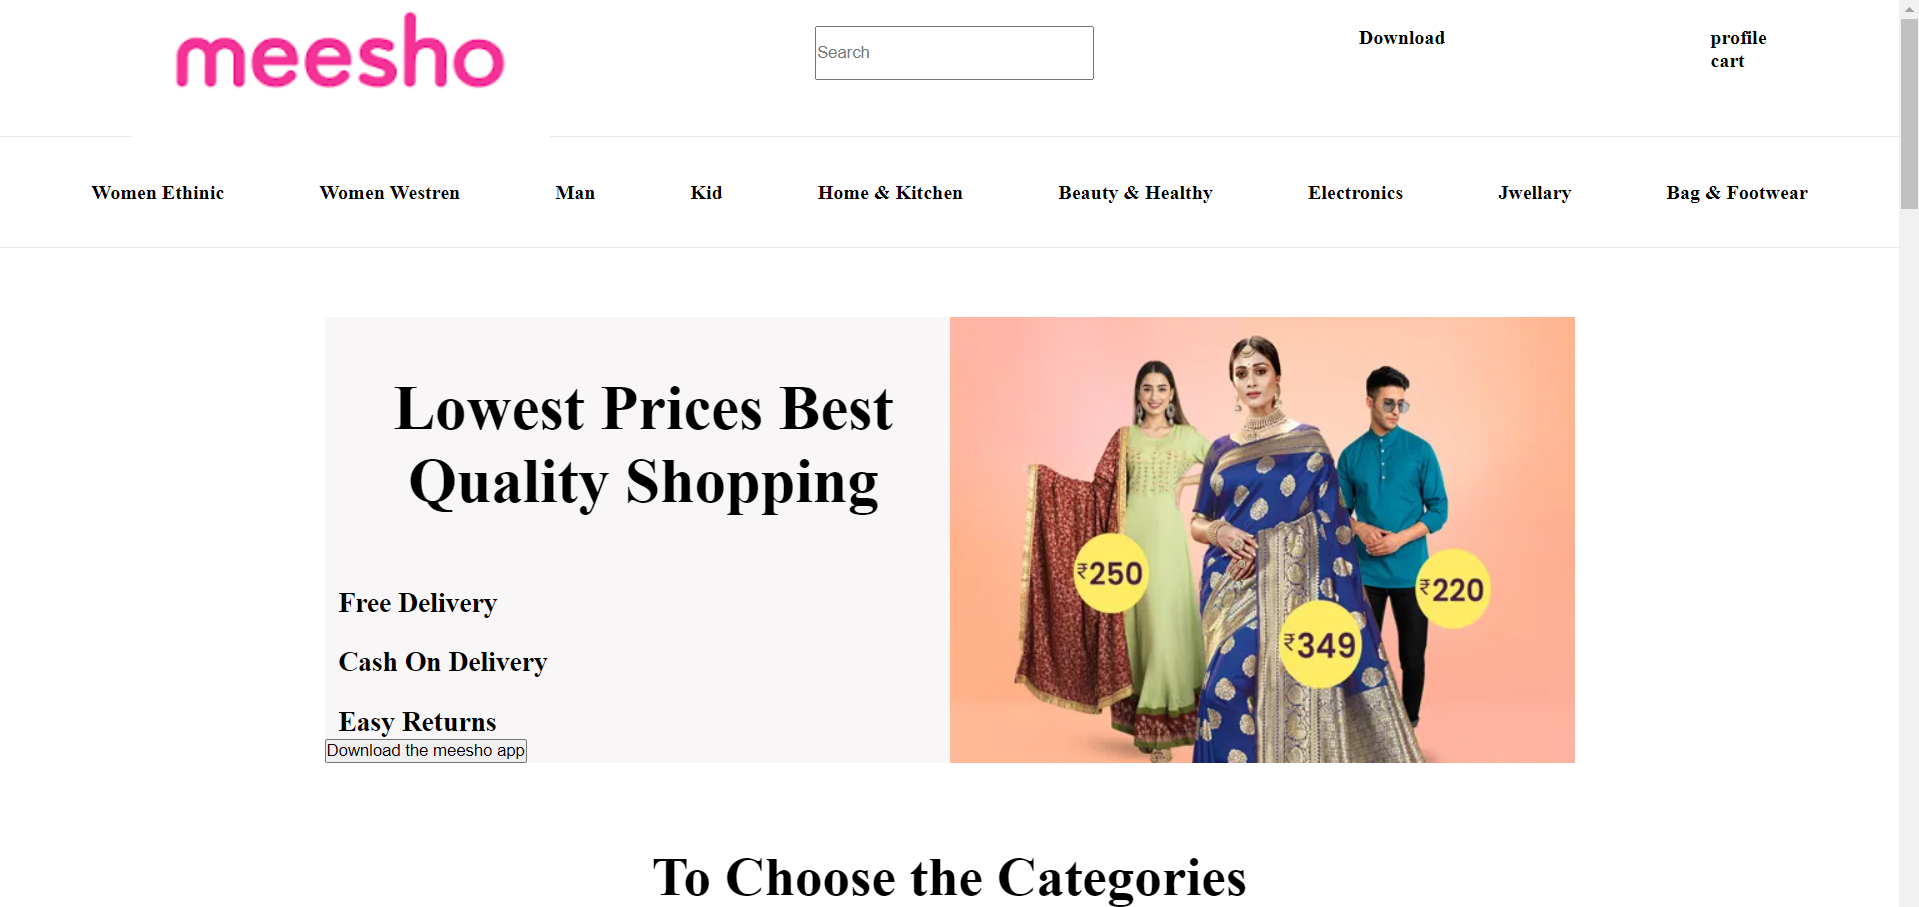 meesho
Search
Download
profile
cart
Women Ethinic
Women Westren
Man
Kid
Home & Kitchen
Beauty & Healthy
Electronics
Jwellary
Bag & Footwear
Lowest Prices Best
Quality Shopping
Free Delivery
Cash On Delivery
Easy Returns
Download the meesho app
₹250
₹349
₹220
To Choose the Categories